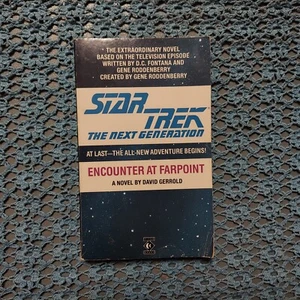 THE EXTRAORDINARY NOVEL
BASED ON THE TELEVISION EPISODE
WRITTEN BY D.C. FONTANA AND
GENE RODDENBERRY
CREATED BY GENE RODDENBERRY
STAR
TREK
THE NEXT GENERATION
AT LAST—THE ALL-NEW ADVENTURE BEGINS!
ENCOUNTER AT FARPOINT
A NOVEL BY DAVID GERROLD